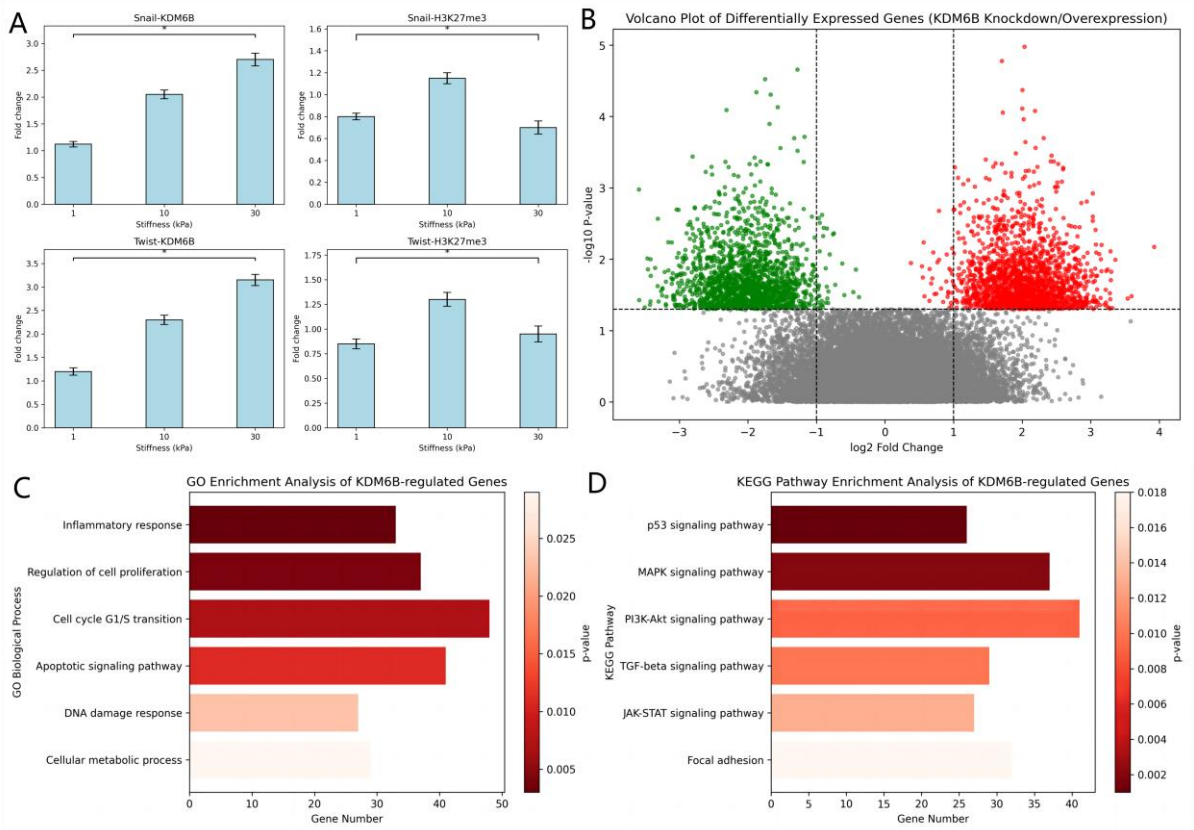 A
Snail-KDM6B
*
Fold change
3.0
2.5
2.0
1.5
1.0
0.5
0.0
1
10
30
Stiffness (kPa)
Snail-H3K27me3
*
Fold change
1.6
1.4
1.2
1.0
0.8
0.6
0.4
0.2
0.0
1
10
30
Stiffness (kPa)
Twist-KDM6B
*
Fold change
3.5
3.0
2.5
2.0
1.5
1.0
0.5
0.0
1
10
30
Stiffness (kPa)
Twist-H3K27me3
*
Fold change
1.75
1.50
1.25
1.00
0.75
0.50
0.25
0.00
1
10
30
Stiffness (kPa)
B
Volcano Plot of Differentially Expressed Genes (KDM6B Knockdown/Overexpression)
-log10 P-value
5
4
3
2
1
0
−3
−2
−1
0
1
2
3
4
log2 Fold Change
C
GO Enrichment Analysis of KDM6B-regulated Genes
GO Biological Process
Inflammatory response
Regulation of cell proliferation
Cell cycle G1/S transition
Apoptotic signaling pathway
DNA damage response
Cellular metabolic process
0
10
20
30
40
50
Gene Number
0.025
0.020
0.015
0.010
0.005
p-value
D
KEGG Pathway Enrichment Analysis of KDM6B-regulated Genes
KEGG Pathway
p53 signaling pathway
MAPK signaling pathway
PI3K-Akt signaling pathway
TGF-beta signaling pathway
JAK-STAT signaling pathway
Focal adhesion
0
5
10
15
20
25
30
35
40
Gene Number
0.018
0.016
0.014
0.012
0.010
0.008
0.006
0.004
0.002
p-value